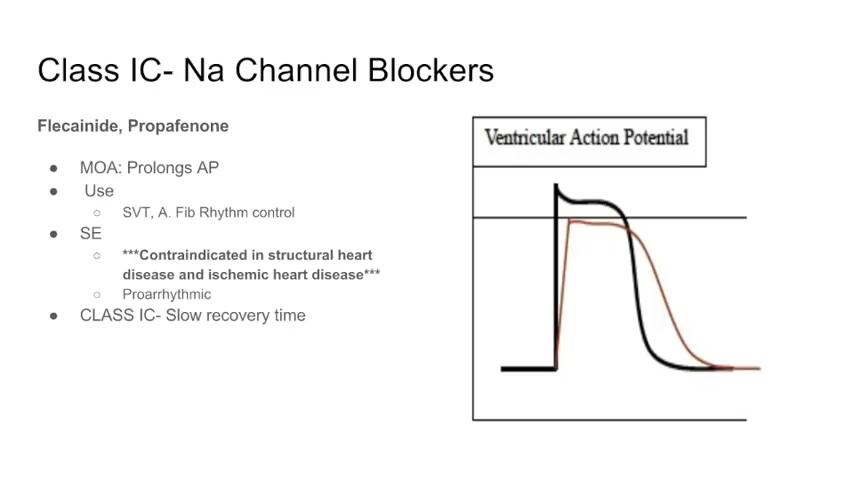 Class IC- Na Channel Blockers
Flecainide, Propafenone
● MOA: Prolongs AP
● Use
○ SVT, A. Fib Rhythm control
● SE
○ ***Contraindicated in structural heart
disease and ischemic heart disease***
○ Proarrhythmic
● CLASS IC- Slow recovery time
Ventricular Action Potential